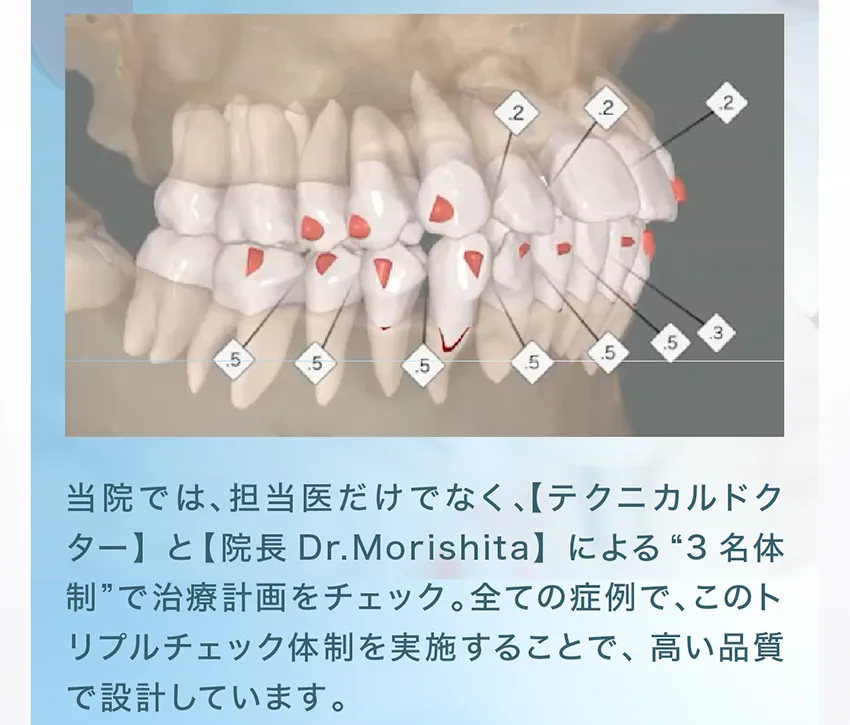 .2
.2
.2
.3
.5
.5
.5
.5
.5
.5
当院では、担当医だけでなく、【テクニカルドク
ター】と【院長 Dr.Morishita】による“3 名体
制”で治療計画をチェック。全ての症例で、このト
リプルチェック体制を実施することで、高い品質
で設計しています。